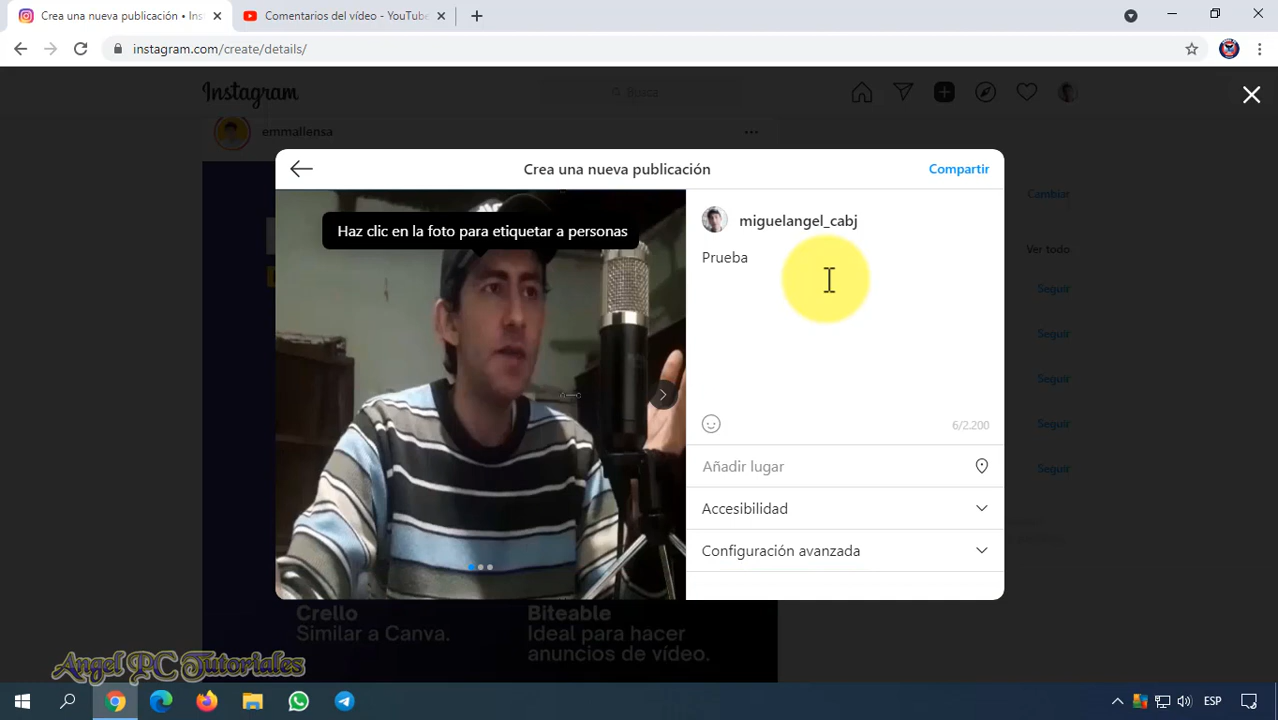 Crea una nueva publicación • Ins
Comentarios del vídeo - YouTube
instagram.com/create/details/
Instagram
Busca
emmallensa
Cambiar
Ver todo
Seguir
Seguir
Seguir
Seguir
Seguir
Crea una nueva publicación
Compartir
Haz clic en la foto para etiquetar a personas
miguelangel_cabj
Prueba
6/2.200
Añadir lugar
Accesibilidad
Configuración avanzada
Crello
Similar a Canva.
Biteable
Ideal para hacer
anuncios de vídeo.
Angel PC Tutoriales
ESP